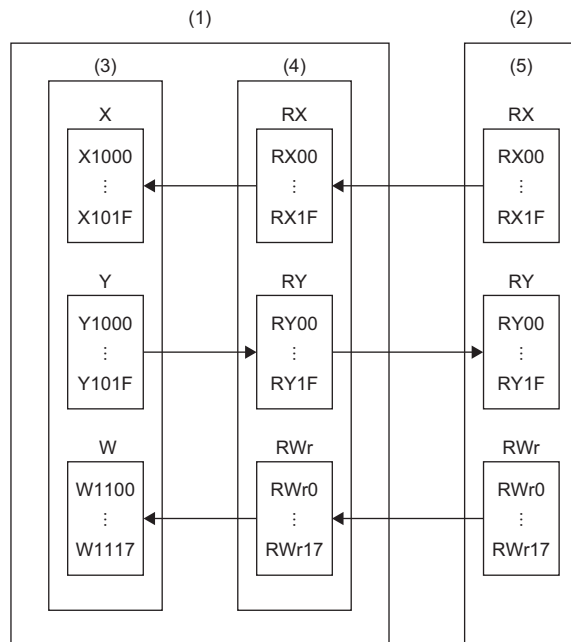 (1)
(2)
(3)
(4)
(5)
X
RX
RX
X1000
⋮
X101F
RX00
⋮
RX1F
RX00
⋮
RX1F
Y
RY
RY
Y1000
⋮
Y101F
RY00
⋮
RY1F
RY00
⋮
RY1F
W
RWr
RWr
W1100
⋮
W1117
RWr0
⋮
RWr17
RWr0
⋮
RWr17